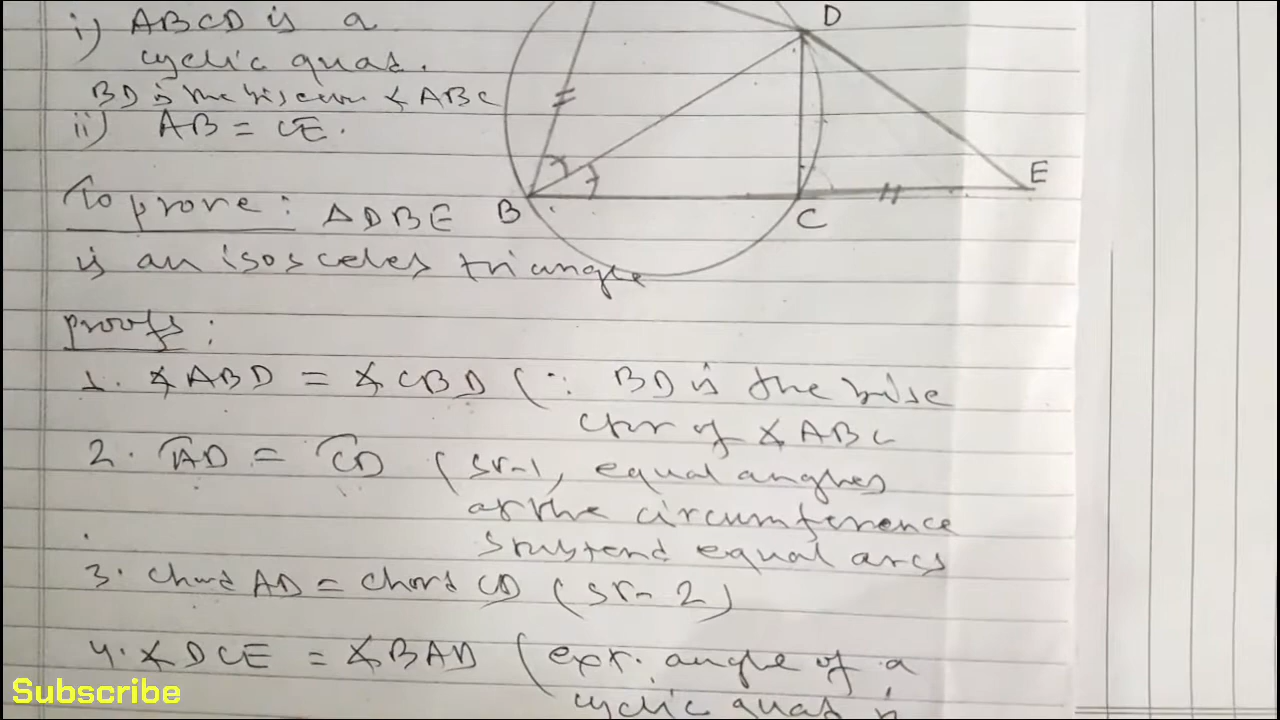 i) ABCD is a
cyclic quad.
BD is the bisector ∡ ABC
ii) AB = CE.
To prove: ΔDBE
is an isosceles triangle
proofs:
1. ∡ABD = ∡CBD (∵ BD is the bise
ctor of ∡ABC
2. AD = CD (sr-1, equal angles
at the circumference
subtend equal arcs
3. chord AD = chord CD (sr-2)
4. ∡DCE = ∡BAD (ext. angle of a
cyclic quad is
D
E
B
C
Subscribe